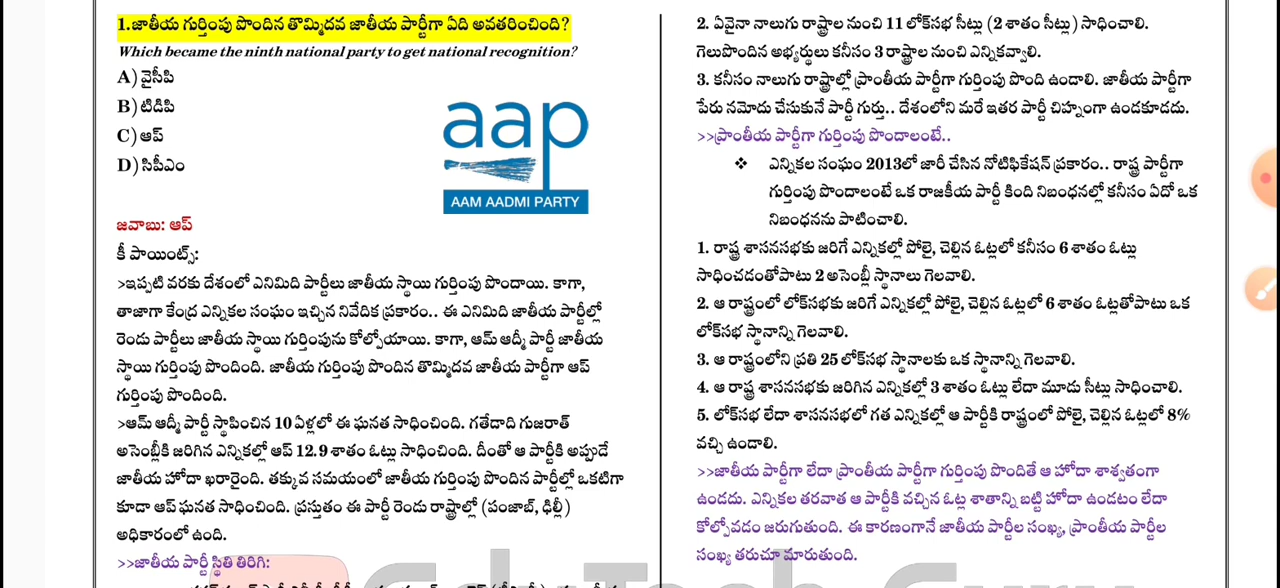 1.జాతీయ గుర్తింపు పొందిన తొమ్మిదవ జాతీయ పార్టీగా ఏది అవతరించింది?
Which became the ninth national party to get national recognition?
A)వైసీపి
B)టిడిపి
C)ఆప్
D)సిపీఎం
aap
AAM AADMI PARTY
జవాబు: ఆప్
కీ పాయింట్స్:
>ఇప్పటి వరకు దేశంలో ఎనిమిది పార్టీలు జాతీయ స్థాయి గుర్తింపు పొందాయి. కాగా,
తాజాగా కేంద్ర ఎన్నికల సంఘం ఇచ్చిన నివేదిక ప్రకారం.. ఈ ఎనిమిది జాతీయ పార్టీల్లో
రెండు పార్టీలు జాతీయ స్థాయి గుర్తింపును కోల్పోయాయి. కాగా, ఆమ్ ఆద్మీ పార్టీ జాతీయ
స్థాయి గుర్తింపు పొందింది. జాతీయ గుర్తింపు పొందిన తొమ్మిదవ జాతీయ పార్టీగా ఆప్
గుర్తింపు పొందింది.
>ఆమ్ ఆద్మీ పార్టీ స్థాపించిన 10 ఏళ్లలో ఈ ఘనత సాధించింది. గతేడాది గుజరాత్
అసెంబ్లీకి జరిగిన ఎన్నికల్లో ఆప్ 12.9 శాతం ఓట్లు సాధించింది. దీంతో ఆ పార్టీకి అప్పుడే
జాతీయ హోదా ఖరారైంది. తక్కువ సమయంలో జాతీయ గుర్తింపు పొందిన పార్టీల్లో ఒకటిగా
కూడా ఆప్ ఘనత సాధించింది. ప్రస్తుతం ఈ పార్టీ రెండు రాష్ట్రాల్లో (పంజాబ్, ఢిల్లీ)
అధికారంలో ఉంది.
>>జాతీయ పార్టీ స్థితి తిరిగి:
2. ఏవైనా నాలుగు రాష్ట్రాల నుంచి 11 లోక్‌సభ సీట్లు (2 శాతం సీట్లు) సాధించాలి.
గెలుపొందిన అభ్యర్థులు కనీసం 3 రాష్ట్రాల నుంచి ఎన్నికవ్వాలి.
3. కనీసం నాలుగు రాష్ట్రాల్లో ప్రాంతీయ పార్టీగా గుర్తింపు పొంది ఉండాలి. జాతీయ పార్టీగా
పేరు నమోదు చేసుకునే పార్టీ గుర్తు.. దేశంలోని మరే ఇతర పార్టీ చిహ్నంగా ఉండకూడదు.
>>ప్రాంతీయ పార్టీగా గుర్తింపు పొందాలంటే..
❖ ఎన్నికల సంఘం 2013లో జారీ చేసిన నోటిఫికేషన్ ప్రకారం.. రాష్ట్ర పార్టీగా
గుర్తింపు పొందాలంటే ఒక రాజకీయ పార్టీ కింది నిబంధనల్లో కనీసం ఏదో ఒక
నిబంధనను పాటించాలి.
1. రాష్ట్ర శాసనసభకు జరిగే ఎన్నికల్లో పోలై, చెల్లిన ఓట్లలో కనీసం 6 శాతం ఓట్లు
సాధించడంతోపాటు 2 అసెంబ్లీ స్థానాలు గెలవాలి.
2. ఆ రాష్ట్రంలో లోక్‌సభకు జరిగే ఎన్నికల్లో పోలై, చెల్లిన ఓట్లలో 6 శాతం ఓట్లతోపాటు ఒక
లోక్‌సభ స్థానాన్ని గెలవాలి.
3. ఆ రాష్ట్రంలోని ప్రతి 25 లోక్‌సభ స్థానాలకు ఒక స్థానాన్ని గెలవాలి.
4. ఆ రాష్ట్ర శాసనసభకు జరిగిన ఎన్నికల్లో 3 శాతం ఓట్లు లేదా మూడు సీట్లు సాధించాలి.
5. లోక్‌సభ లేదా శాసనసభలో గత ఎన్నికల్లో ఆ పార్టీకి రాష్ట్రంలో పోలై, చెల్లిన ఓట్లలో 8%
వచ్చి ఉండాలి.
>>జాతీయ పార్టీగా లేదా ప్రాంతీయ పార్టీగా గుర్తింపు పొందితే ఆ హోదా శాశ్వతంగా
ఉండదు. ఎన్నికల తరవాత ఆ పార్టీకి వచ్చిన ఓట్ల శాతాన్ని బట్టి హోదా ఉండటం లేదా
కోల్పోవడం జరుగుతుంది. ఈ కారణంగానే జాతీయ పార్టీల సంఖ్య, ప్రాంతీయ పార్టీల
సంఖ్య తరుచూ మారుతుంది.